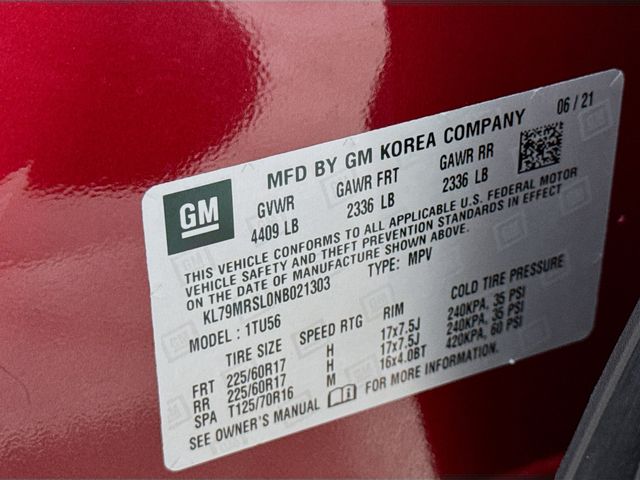 06 / 21
MFD BY GM KOREA COMPANY
GM
GVWR GAWR FRT GAWR RR
4409 LB 2336 LB 2336 LB
THIS VEHICLE CONFORMS TO ALL APPLICABLE U.S. FEDERAL MOTOR
VEHICLE SAFETY AND THEFT PREVENTION STANDARDS IN EFFECT
ON THE DATE OF MANUFACTURE SHOWN ABOVE.
KL79MRSL0NB021303 TYPE: MPV
MODEL : 1TU56
TIRE SIZE SPEED RTG RIM COLD TIRE PRESSURE
FRT 225/60R17 H 17x7.5J 240KPA, 35 PSI
RR 225/60R17 H 17x7.5J 240KPA, 35 PSI
SPA T125/70R16 M 16x4.0BT 420KPA, 60 PSI
SEE OWNER'S MANUAL FOR MORE INFORMATION.